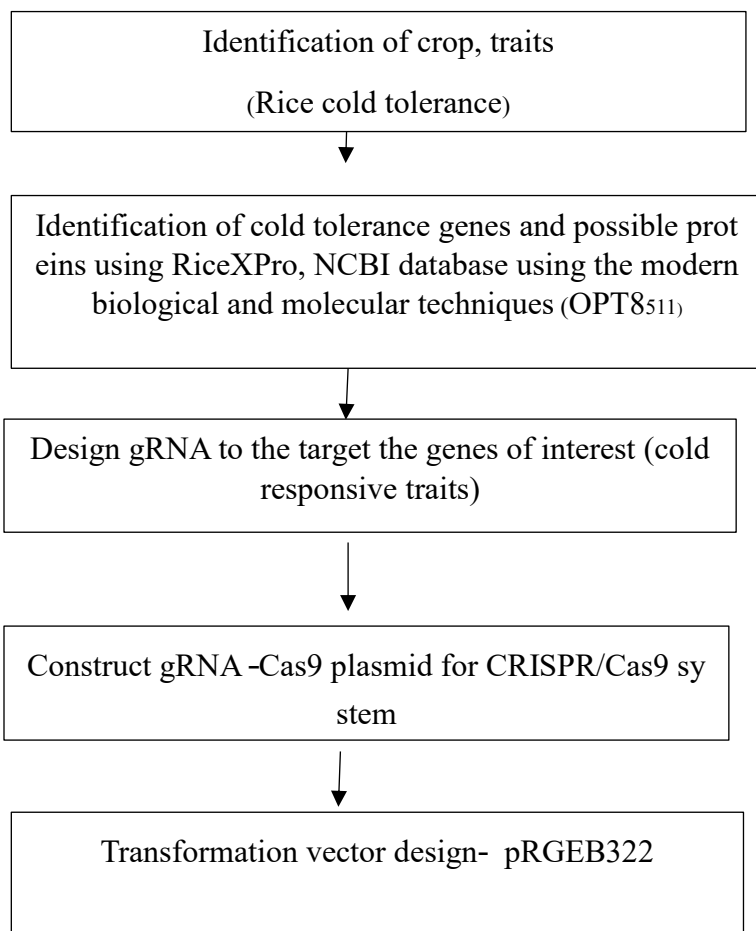 Identification of crop, traits
(Rice cold tolerance)
Identification of cold tolerance genes and possible prot
eins using RiceXPro, NCBI database using the modern
biological and molecular techniques (OPT8511)
Design gRNA to the target the genes of interest (cold
responsive traits)
Construct gRNA -Cas9 plasmid for CRISPR/Cas9 sy
stem
Transformation vector design- pRGEB322